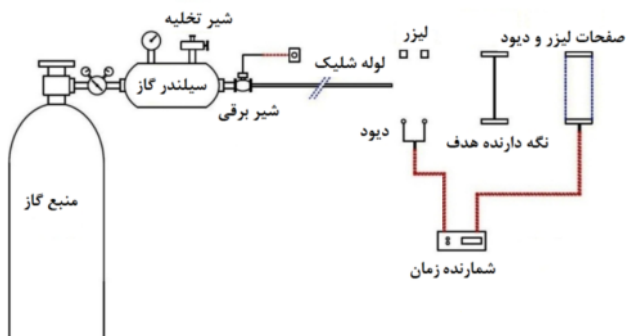 شیر تخلیه
صفحات لیزر و دیود
لیزر
لوله شلیک
سیلندر گاز
شیر برقی
دیود
نگه دارنده هدف
منبع گاز
شمارنده زمان